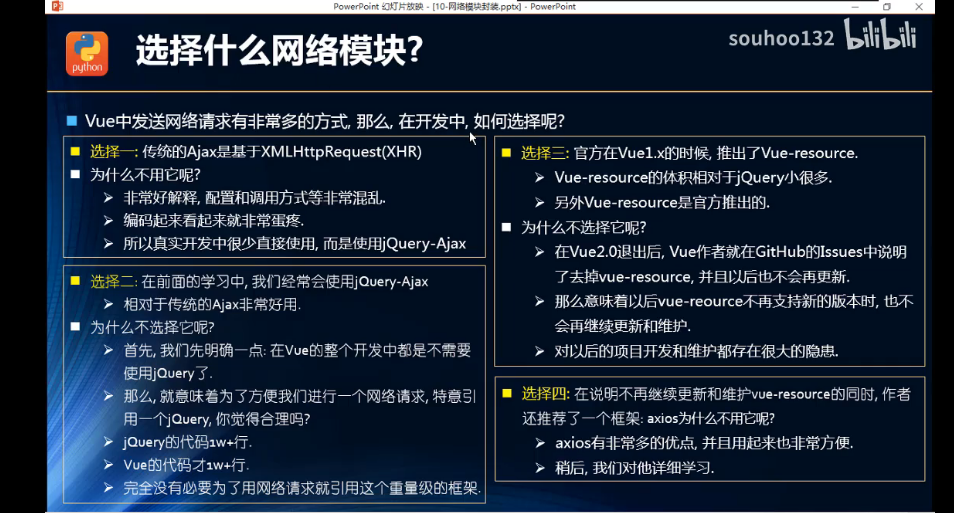 PowerPoint 幻灯片放映 - [10-网络模块封装.pptx] - PowerPoint
python
选择什么网络模块?
souhoo132 bilibili
Vue中发送网络请求有非常多的方式, 那么, 在开发中, 如何选择呢?
选择一: 传统的Ajax是基于XMLHttpRequest(XHR)
为什么不用它呢?
非常好解释, 配置和调用方式等非常混乱.
编码起来看起来就非常蛋疼.
所以真实开发中很少直接使用, 而是使用jQuery-Ajax
选择二: 在前面的学习中, 我们经常会使用jQuery-Ajax
相对于传统的Ajax非常好用.
为什么不选择它呢?
首先, 我们先明确一点: 在Vue的整个开发中都是不需要
使用jQuery了.
那么, 就意味着为了方便我们进行一个网络请求, 特意引
用一个jQuery, 你觉得合理吗?
jQuery的代码1w+行.
Vue的代码才1w+行.
完全没有必要为了用网络请求就引用这个重量级的框架.
选择三: 官方在Vue1.x的时候, 推出了Vue-resource.
Vue-resource的体积相对于jQuery小很多.
另外Vue-resource是官方推出的.
为什么不选择它呢?
在Vue2.0退出后, Vue作者就在GitHub的Issues中说明
了去掉vue-resource, 并且以后也不会再更新.
那么意味着以后vue-reource不再支持新的版本时, 也不
会再继续更新和维护.
对以后的项目开发和维护都存在很大的隐患.
选择四: 在说明不再继续更新和维护vue-resource的同时, 作者
还推荐了一个框架: axios为什么不用它呢?
axios有非常多的优点, 并且用起来也非常方便.
稍后, 我们对他详细学习.